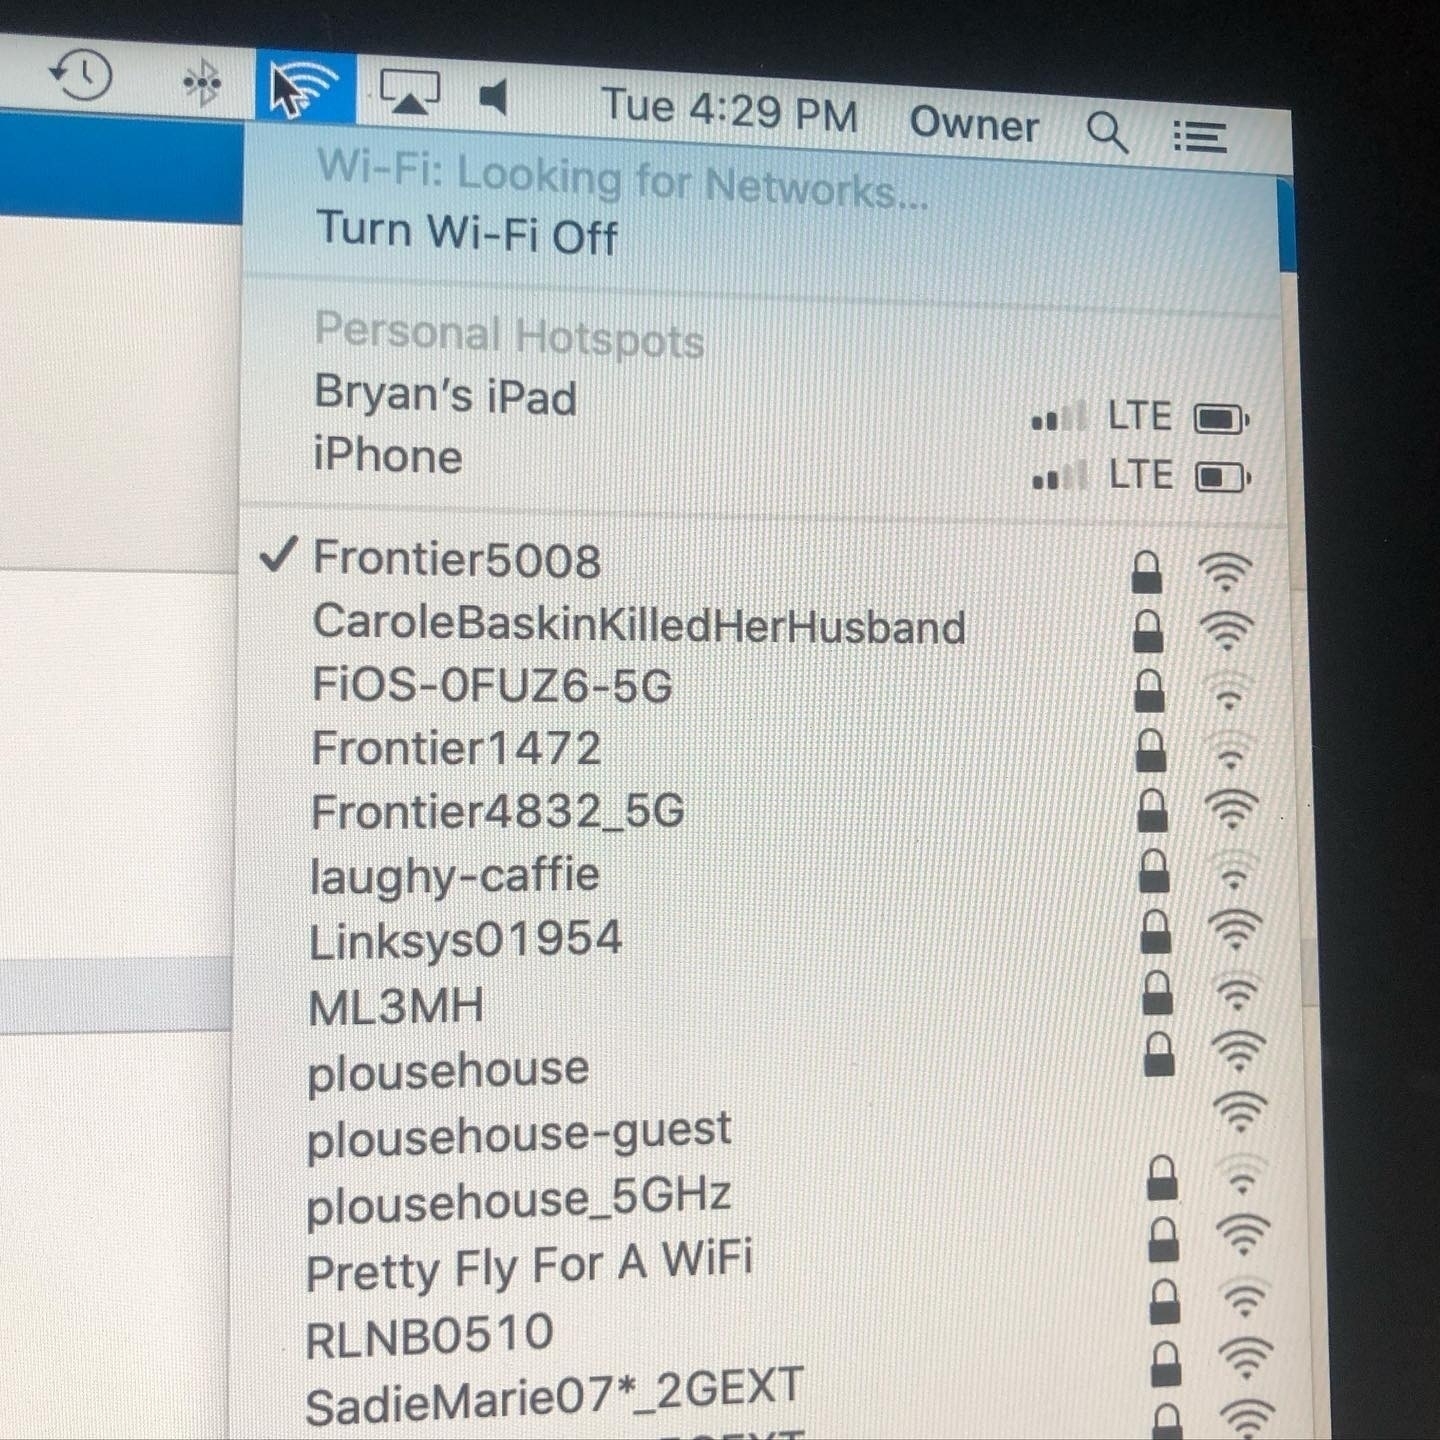 Tue 4:29 PM Owner
Wi-Fi: Looking for Networks...
Turn Wi-Fi Off
Personal Hotspots
Bryan's iPad LTE
iPhone LTE
✓ Frontier5008
CaroleBaskinKilledHerHusband
FiOS-0FUZ6-5G
Frontier1472
Frontier4832_5G
laughy-caffie
Linksys01954
ML3MH
plousehouse
plousehouse-guest
plousehouse_5GHz
Pretty Fly For A WiFi
RLNB0510
SadieMarie07*_2GEXT